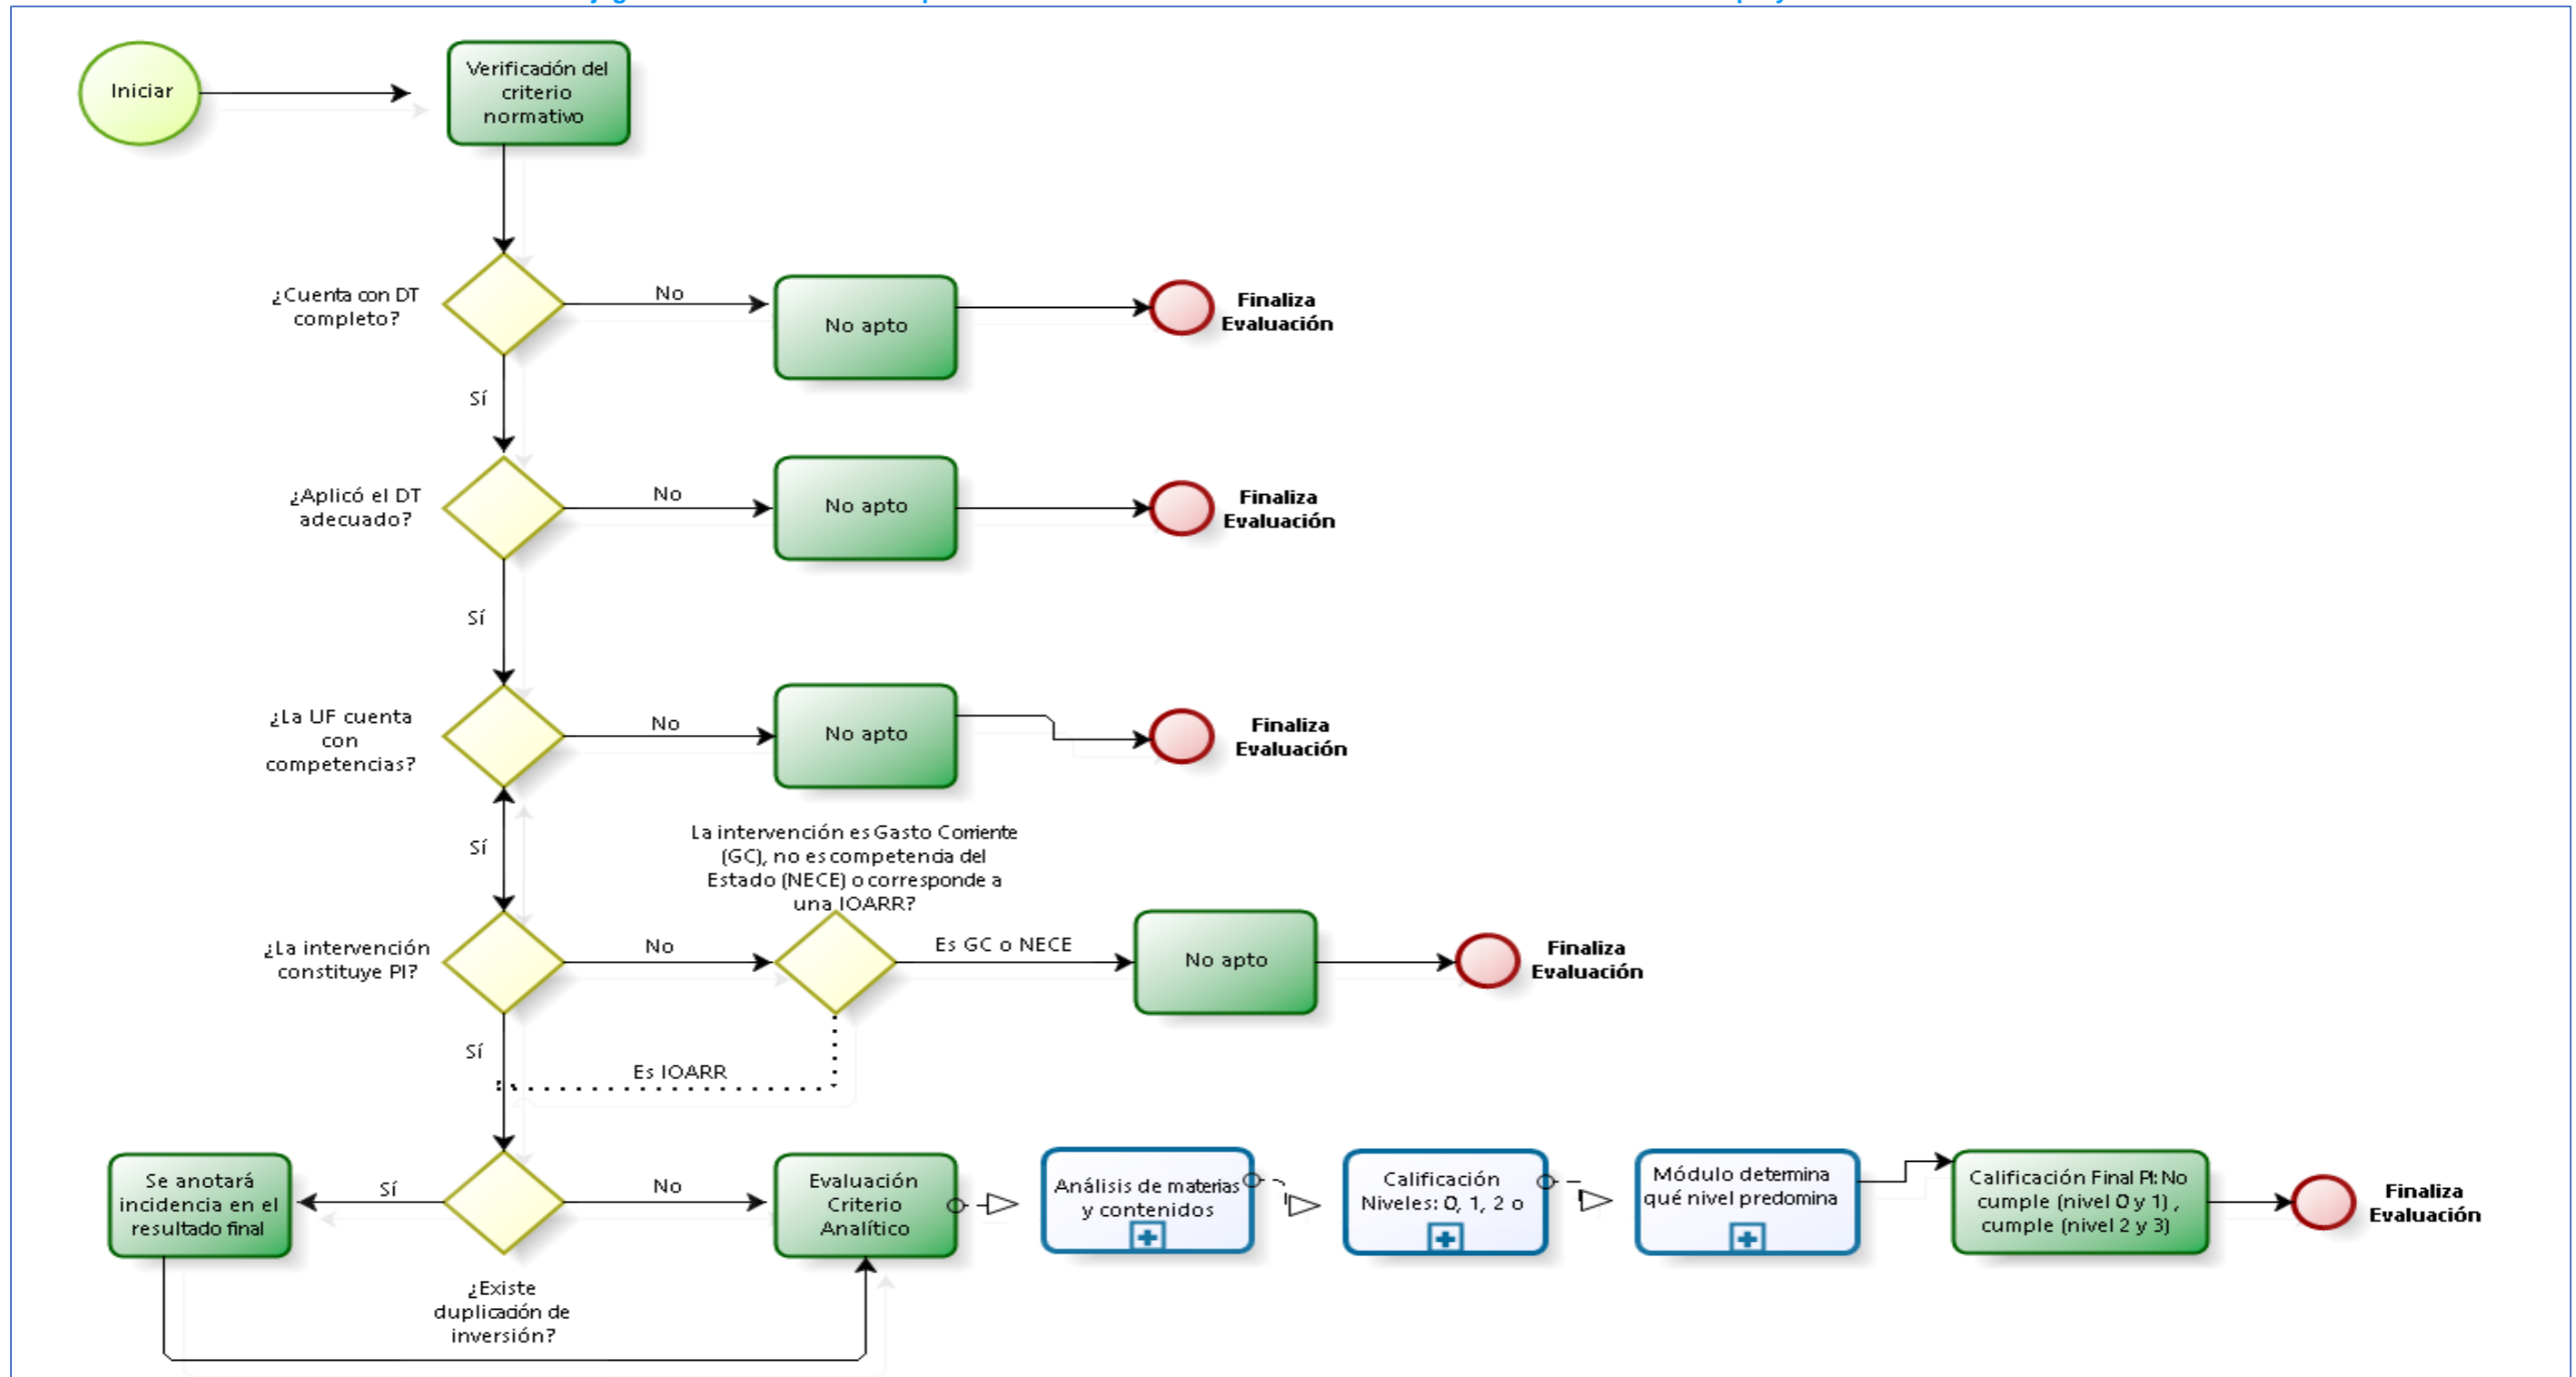 Iniciar
Verificación del
criterio
normativo
¿Cuenta con DT
completo?
No
No apto
Finaliza
Evaluación
Sí
¿Aplicó el DT
adecuado?
No
No apto
Finaliza
Evaluación
Sí
¿La UF cuenta
con
competencias?
No
No apto
Finaliza
Evaluación
Sí
La intervención es Gasto Corriente
(GC), no es competencia del
Estado (NECE) o corresponde a
una IOARR?
¿La intervención
constituye PI?
No
Es GC o NECE
No apto
Finaliza
Evaluación
Sí
Es IOARR
Se anotará
incidencia en el
resultado final
Sí
No
¿Existe
duplicación de
inversión?
Evaluación
Criterio
Analítico
Análisis de materias
y contenidos
Calificación
Niveles: 0, 1, 2 o
Módulo determina
qué nivel predomina
Calificación Final PI: No
cumple (nivel 0 y 1) ,
cumple (nivel 2 y 3)
Finaliza
Evaluación